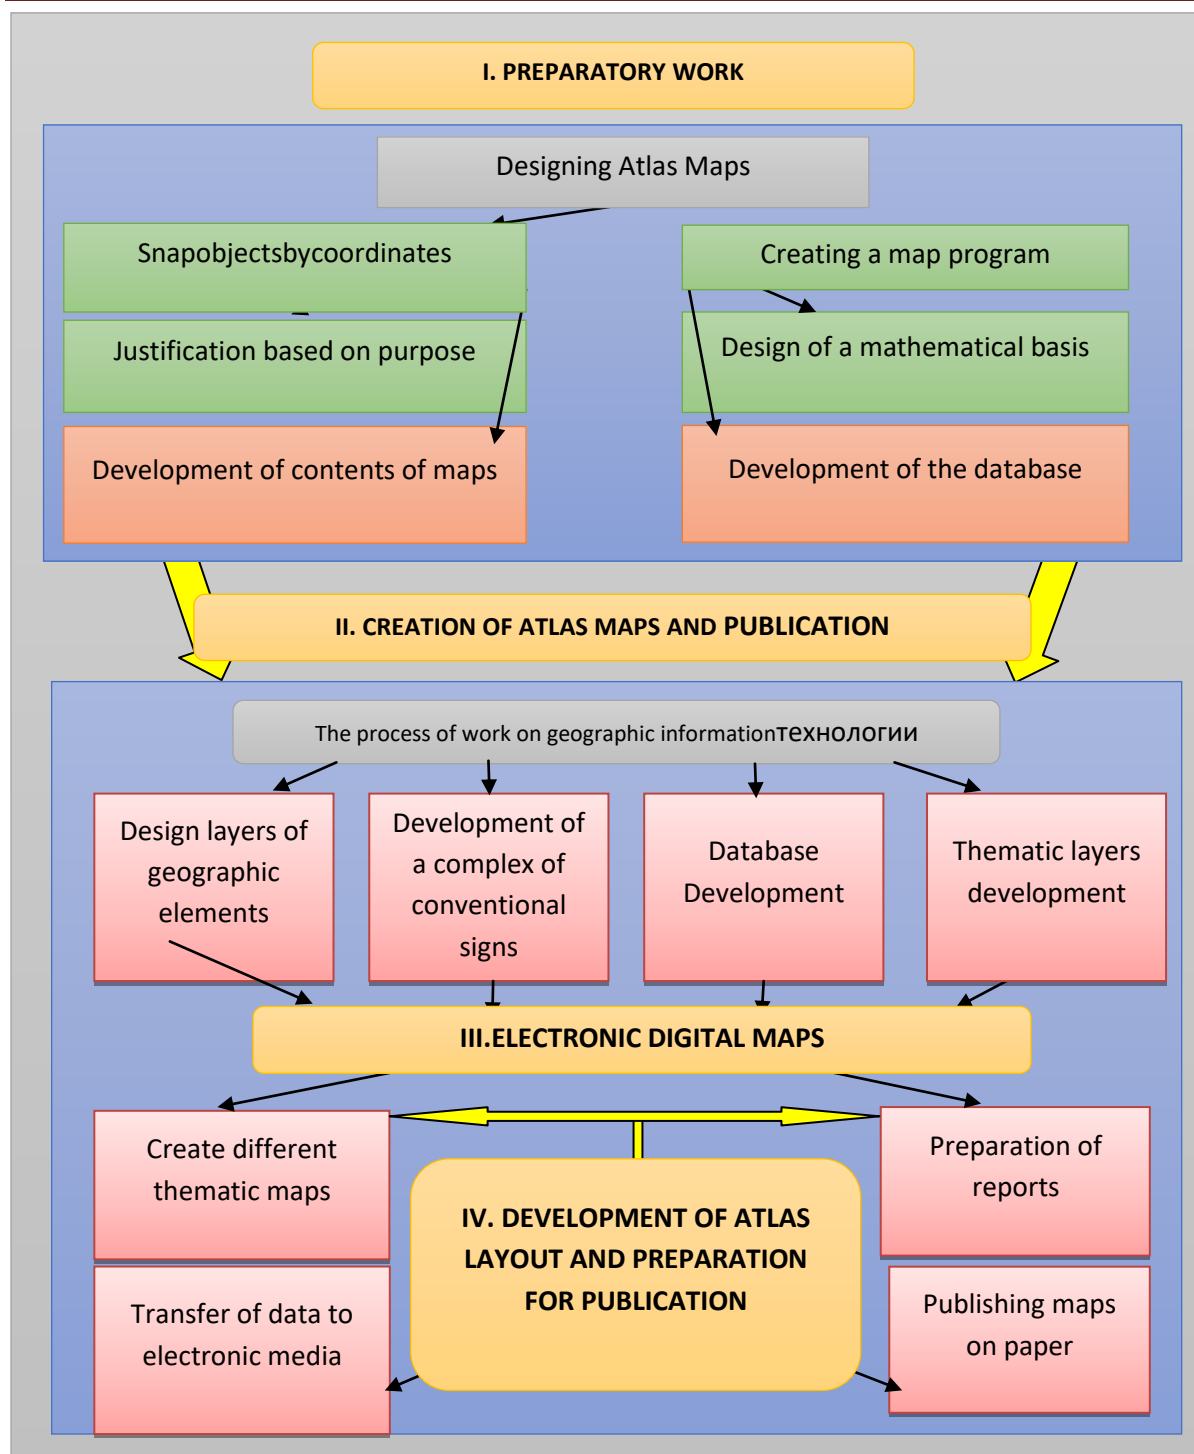 I. PREPARATORY WORK
Designing Atlas Maps
Snapobjectsbycoordinates
Creating a map program
Justification based on purpose
Design of a mathematical basis
Development of contents of maps
Development of the database
II. CREATION OF ATLAS MAPS AND PUBLICATION
The process of work on geographic informationтехнологии
Design layers of
geographic
elements
Development of
a complex of
conventional
signs
Database
Development
Thematic layers
development
III.ELECTRONIC DIGITAL MAPS
Create different
thematic maps
Preparation of
reports
IV. DEVELOPMENT OF ATLAS
LAYOUT AND PREPARATION
FOR PUBLICATION
Transfer of data to
electronic media
Publishing maps
on paper